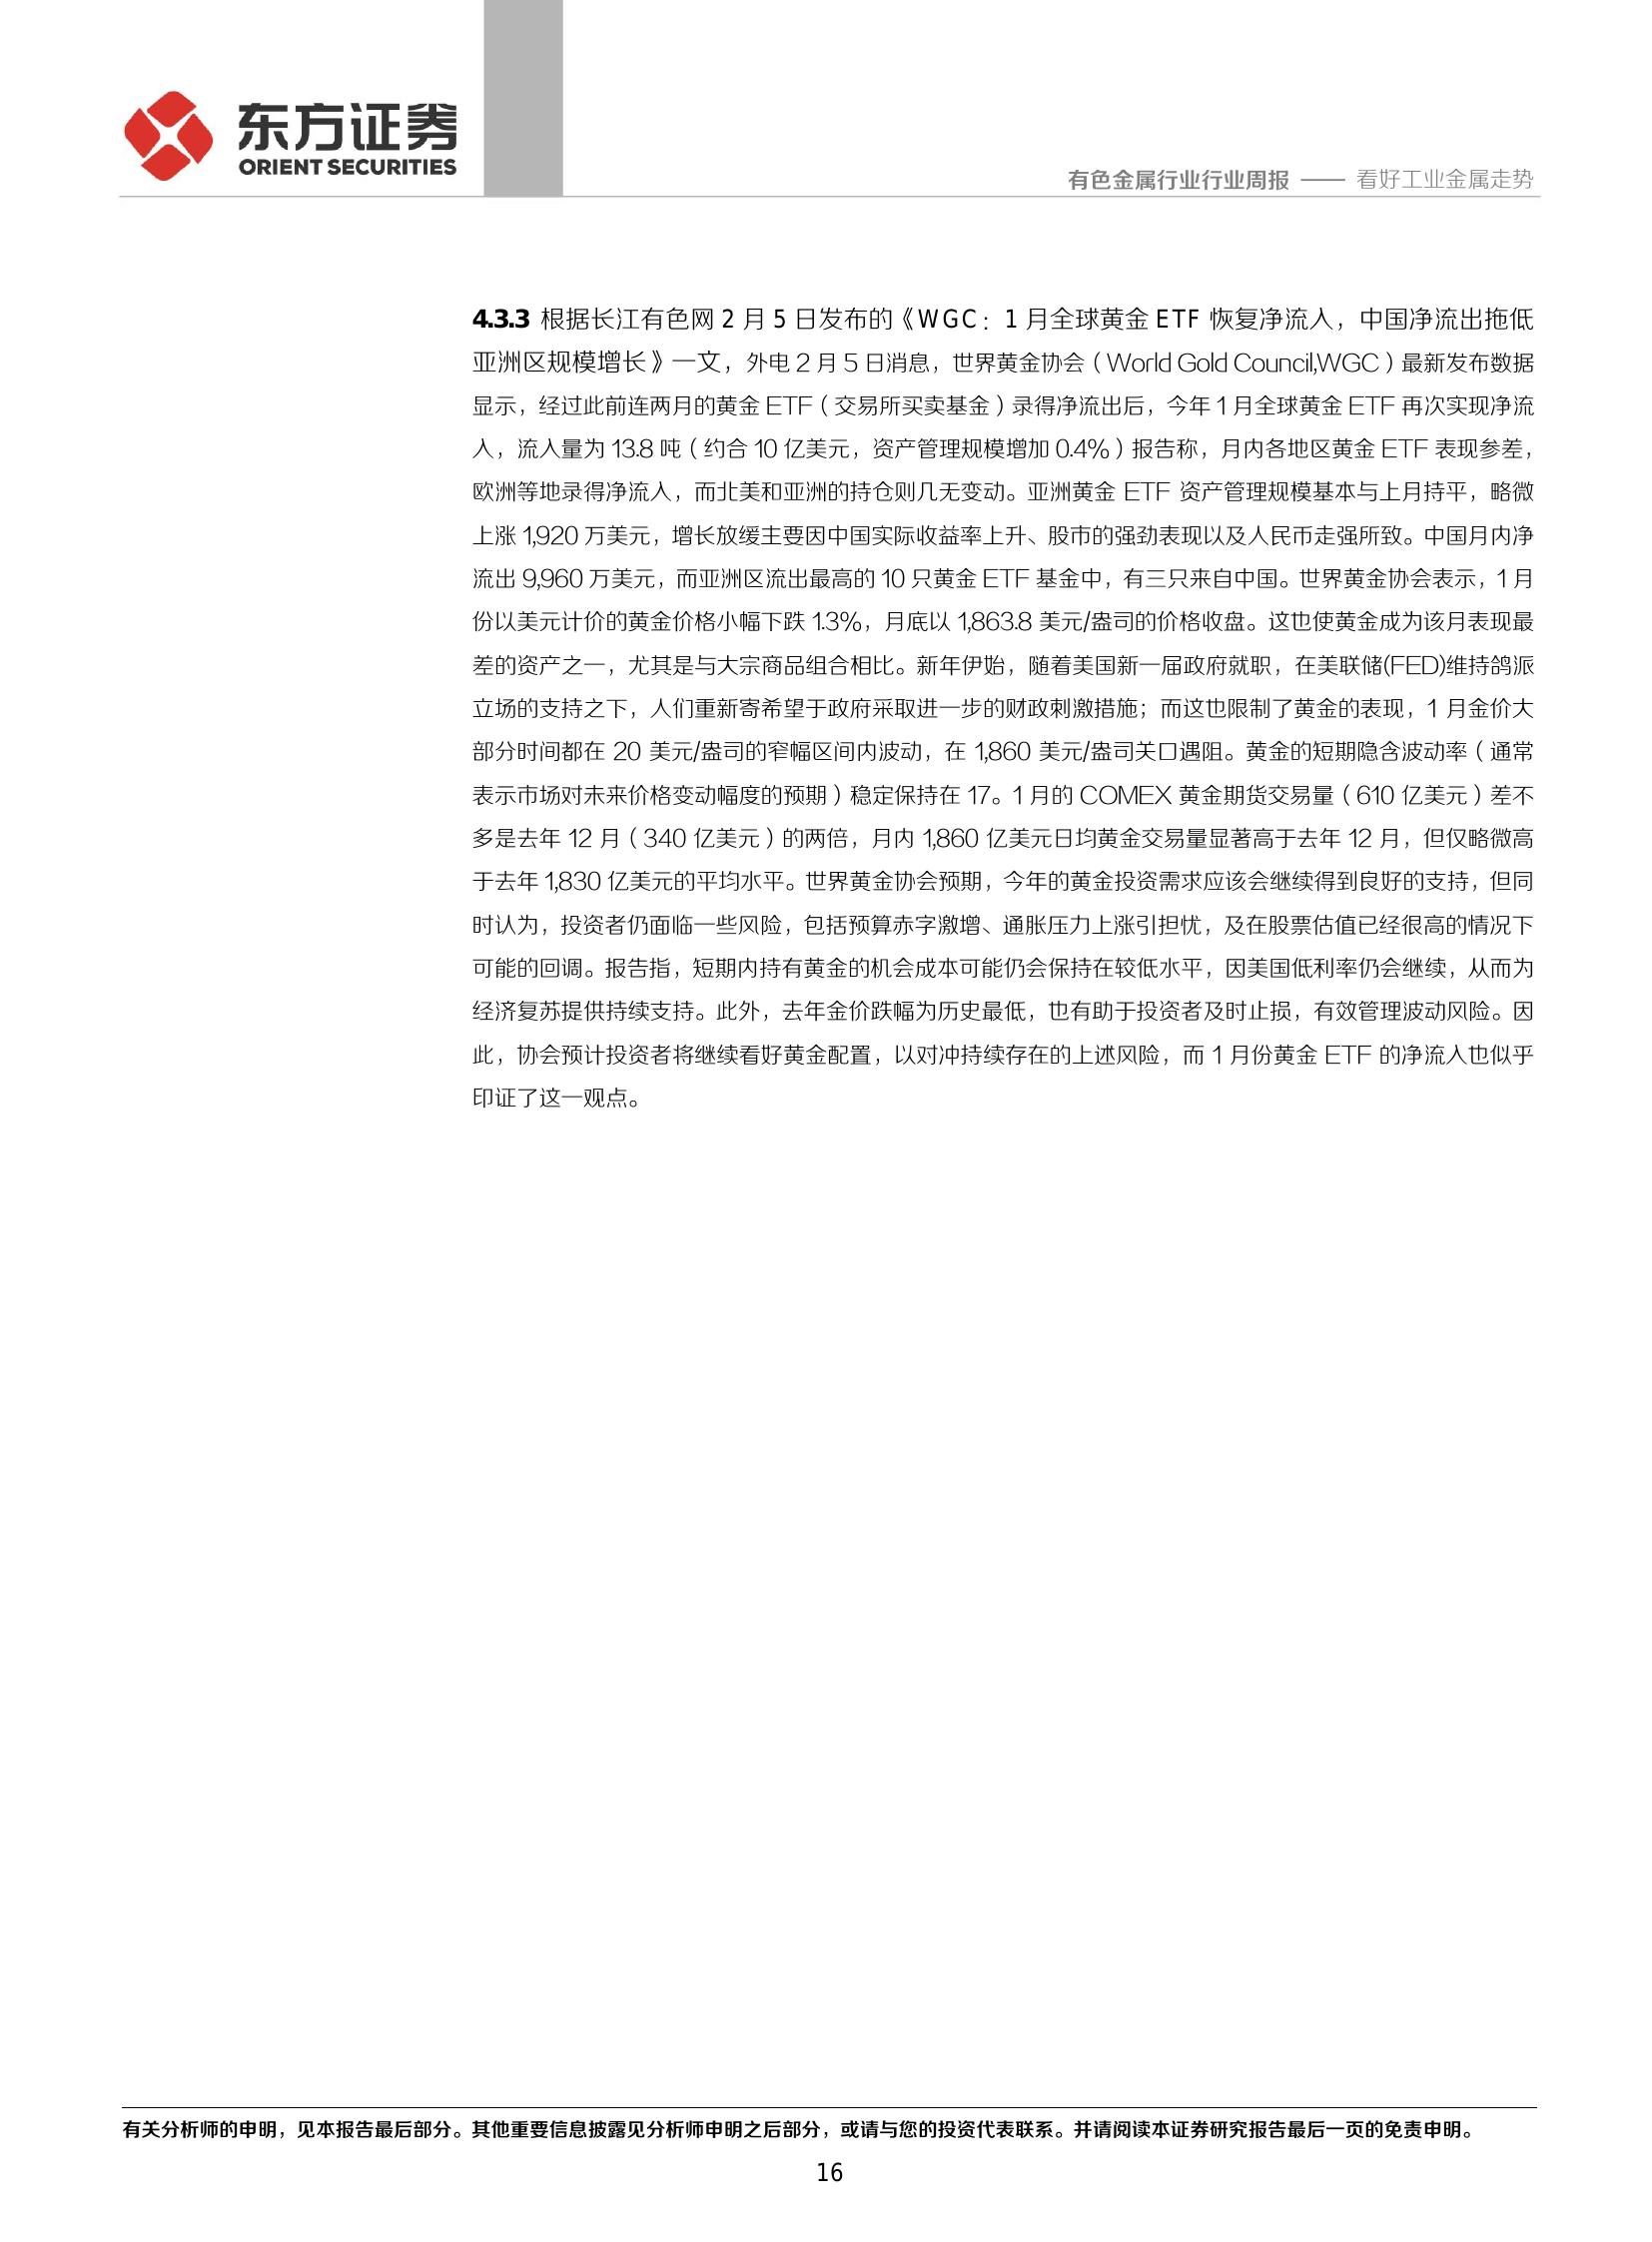 东方证券
ORIENT SECURITIES
有色金属行业行业周报 —— 看好工业金属走势
4.3.3 根据长江有色网 2 月 5 日发布的《WGC：1 月全球黄金 ETF 恢复净流入，中国净流出拖低
亚洲区规模增长》一文，外电 2 月 5 日消息，世界黄金协会（World Gold Council,WGC）最新发布数据
显示，经过此前连两月的黄金 ETF（交易所买卖基金）录得净流出后，今年 1 月全球黄金 ETF 再次实现净流
入，流入量为 13.8 吨（约合 10 亿美元，资产管理规模增加 0.4%）报告称，月内各地区黄金 ETF 表现参差，
欧洲等地录得净流入，而北美和亚洲的持仓则几无变动。亚洲黄金 ETF 资产管理规模基本与上月持平，略微
上涨 1,920 万美元，增长放缓主要因中国实际收益率上升、股市的强劲表现以及人民币走强所致。中国月内净
流出 9,960 万美元，而亚洲区流出最高的 10 只黄金 ETF 基金中，有三只来自中国。世界黄金协会表示，1 月
份以美元计价的黄金价格小幅下跌 1.3%，月底以 1,863.8 美元/盎司的价格收盘。这也使黄金成为该月表现最
差的资产之一，尤其是与大宗商品组合相比。新年伊始，随着美国新一届政府就职，在美联储(FED)维持鸽派
立场的支持之下，人们重新寄希望于政府采取进一步的财政刺激措施；而这也限制了黄金的表现，1 月金价大
部分时间都在 20 美元/盎司的窄幅区间内波动，在 1,860 美元/盎司关口遇阻。黄金的短期隐含波动率（通常
表示市场对未来价格变动幅度的预期）稳定保持在 17。1 月的 COMEX 黄金期货交易量（610 亿美元）差不
多是去年 12 月（340 亿美元）的两倍，月内 1,860 亿美元日均黄金交易量显著高于去年 12 月，但仅略微高
于去年 1,830 亿美元的平均水平。世界黄金协会预期，今年的黄金投资需求应该会继续得到良好的支持，但同
时认为，投资者仍面临一些风险，包括预算赤字激增、通胀压力上涨引担忧，及在股票估值已经很高的情况下
可能的回调。报告指，短期内持有黄金的机会成本可能仍会保持在较低水平，因美国低利率仍会继续，从而为
经济复苏提供持续支持。此外，去年金价跌幅为历史最低，也有助于投资者及时止损，有效管理波动风险。因
此，协会预计投资者将继续看好黄金配置，以对冲持续存在的上述风险，而 1 月份黄金 ETF 的净流入也似乎
印证了这一观点。
有关分析师的申明，见本报告最后部分。其他重要信息披露见分析师申明之后部分，或请与您的投资代表联系。并请阅读本证券研究报告最后一页的免责申明。
16